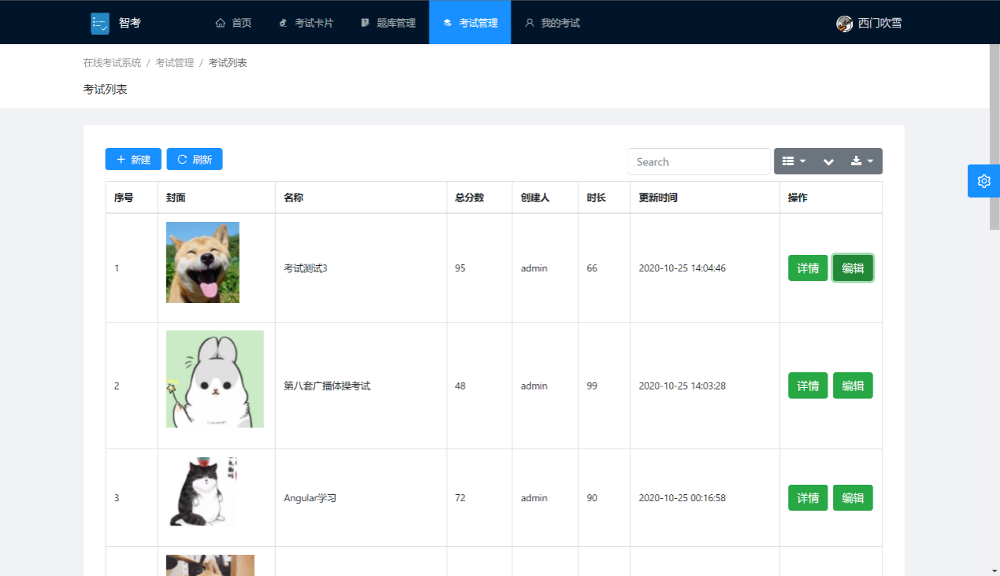 智考 首页 考试卡片 题库管理 考试管理 我的考试 西门吹雪
在线考试系统 / 考试管理 / 考试列表
考试列表
新建 刷新 Search
序号 封面 名称 总分数 创建人 时长 更新时间 操作
1 考试测试3 95 admin 66 2020-10-25 14:04:46 详情 编辑
2 第八套广播体操考试 48 admin 99 2020-10-25 14:03:28 详情 编辑
3 Angular学习 72 admin 90 2020-10-25 00:16:58 详情 编辑